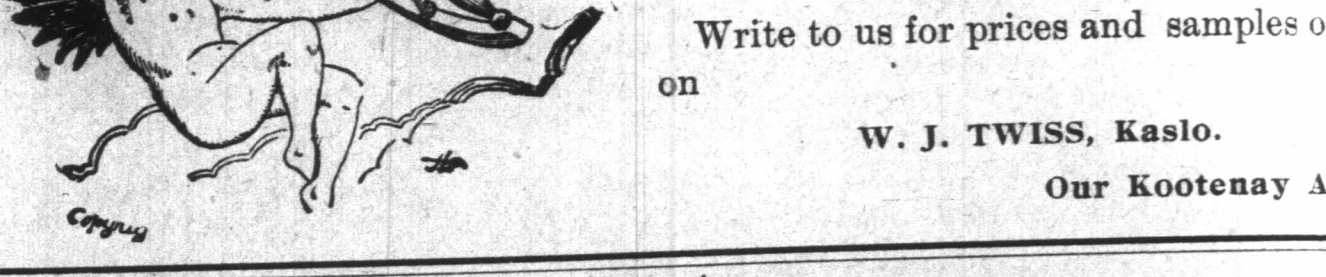 Write to us for prices and samples o
on
W. J. TWISS, Kaslo.
Our Kootenay A